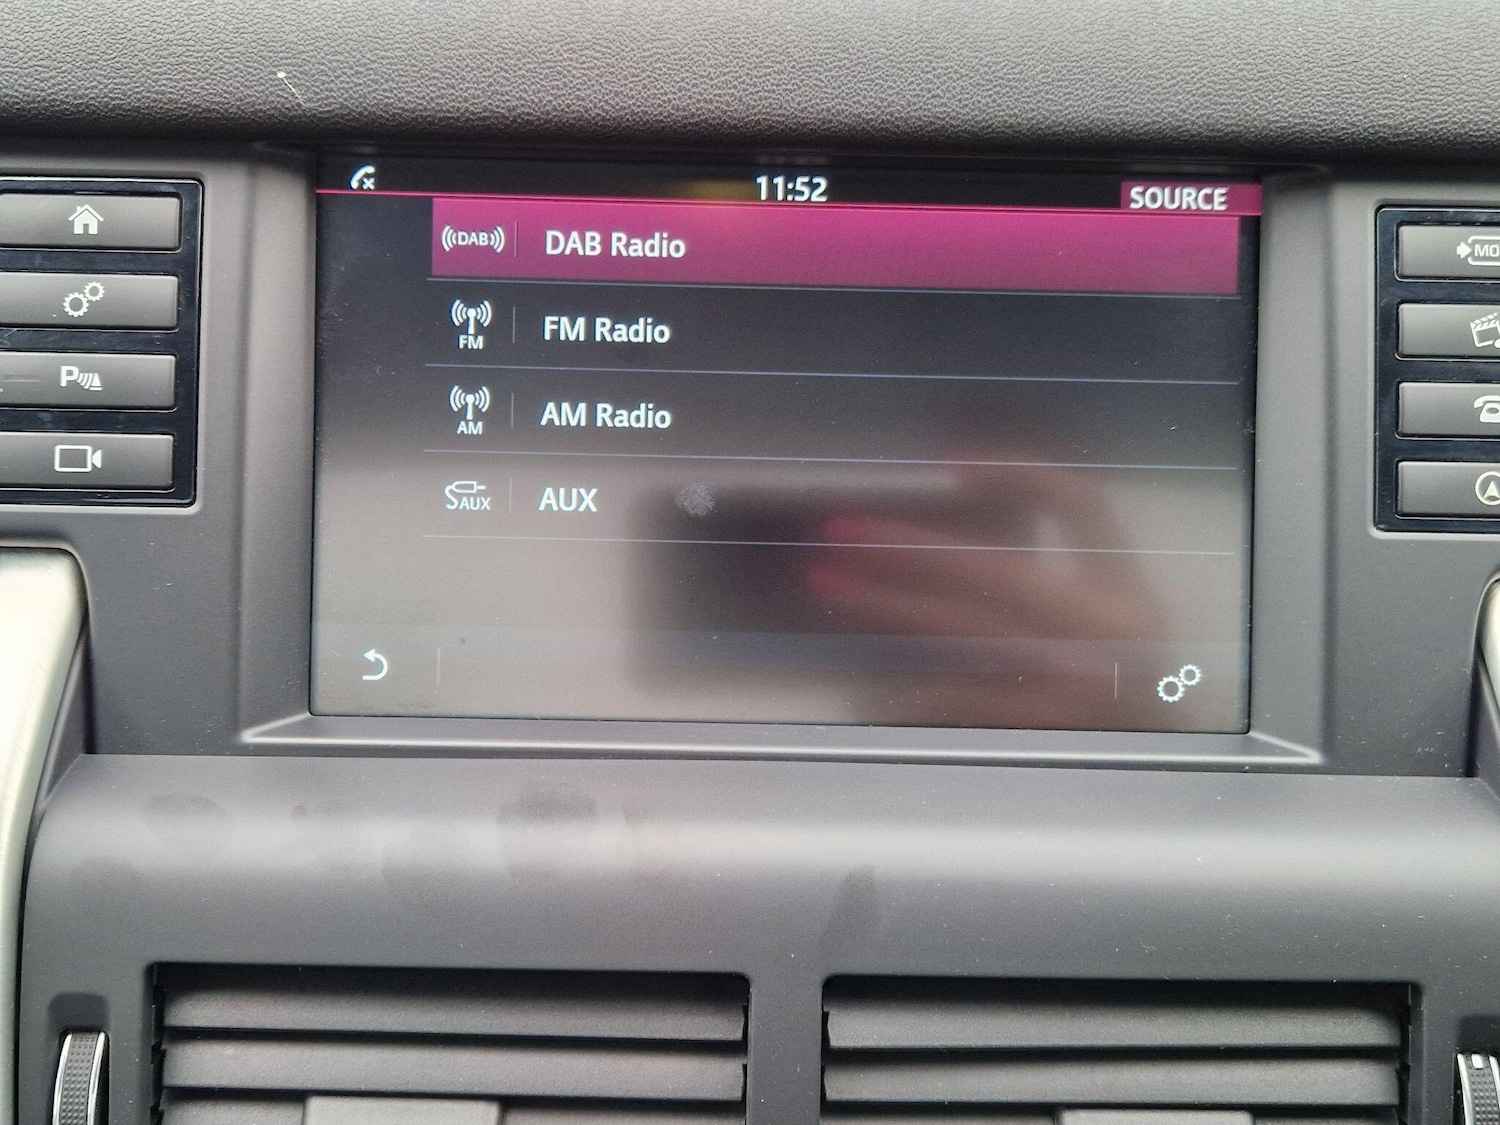 11:52
SOURCE
DAB
DAB Radio
FM
FM Radio
AM
AM Radio
AUX
AUX
P